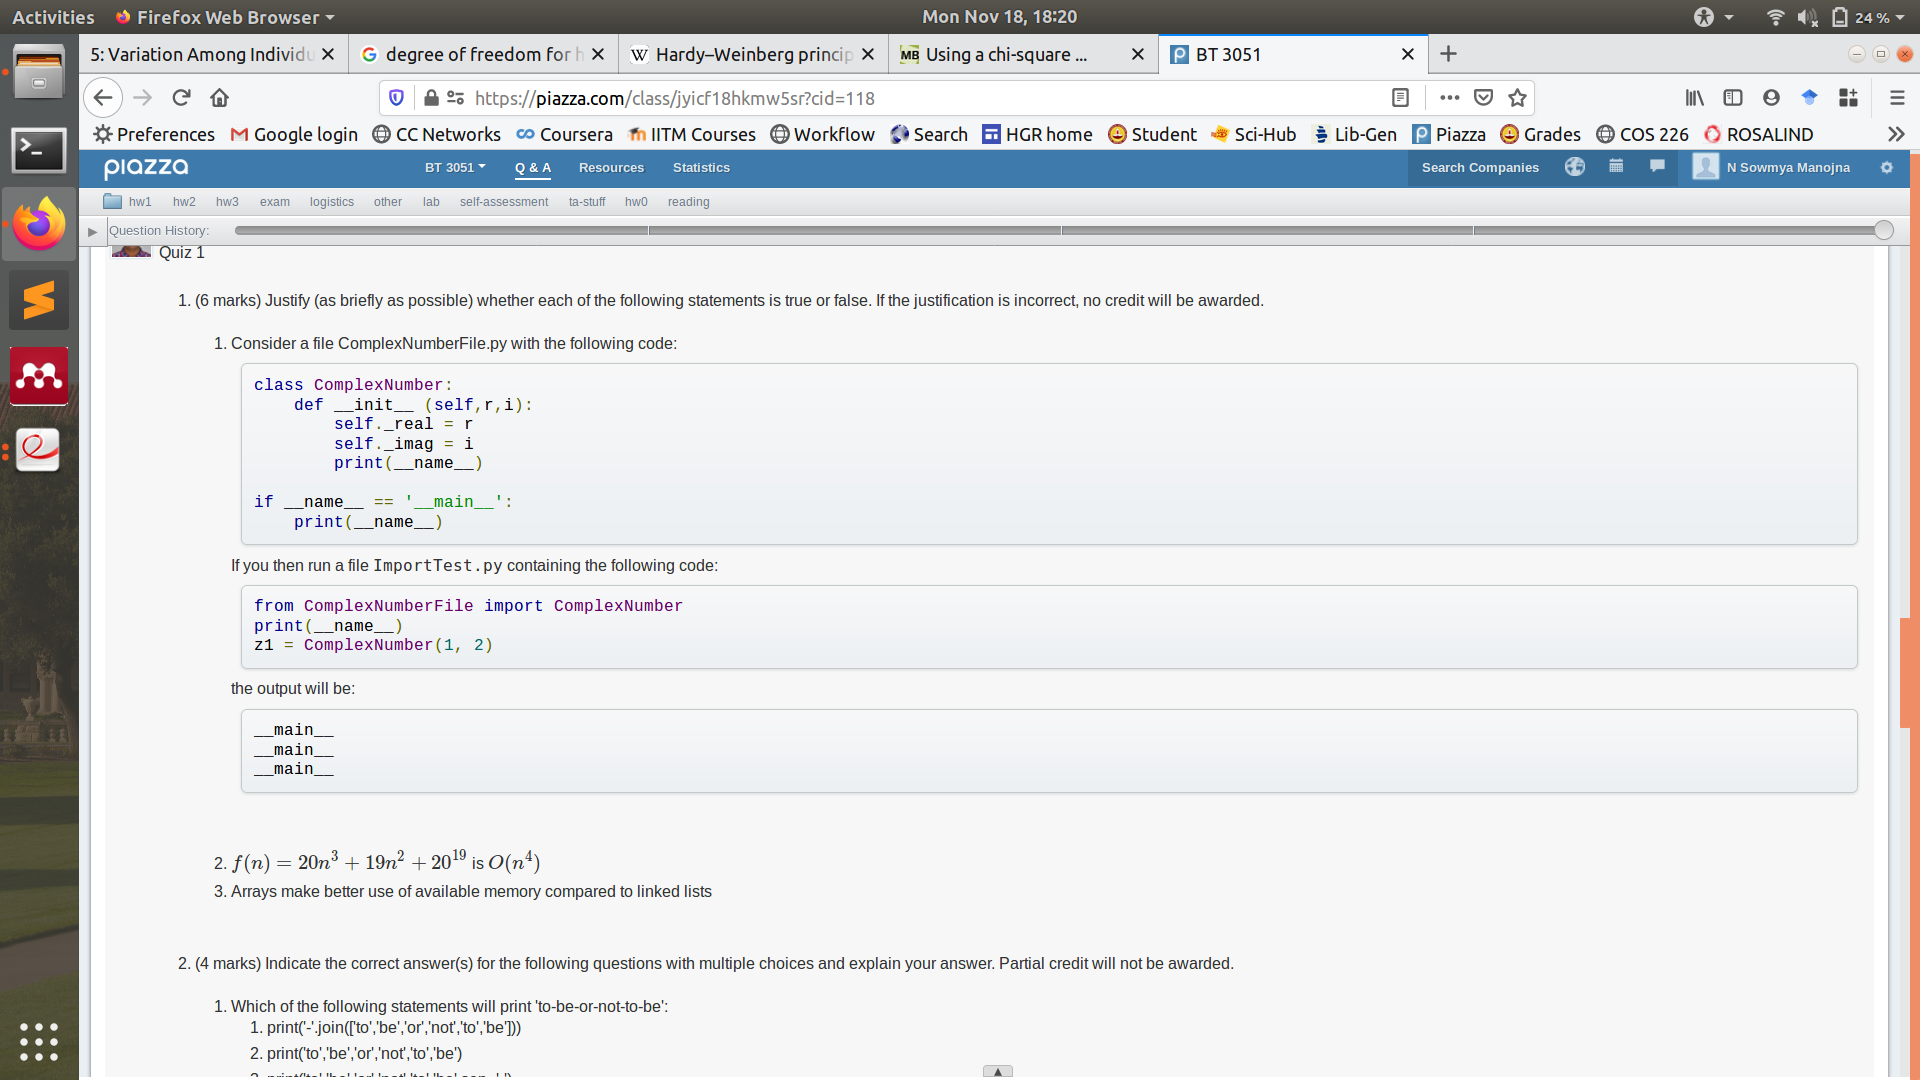 Activities
Firefox Web Browser
Mon Nov 18, 18:20
24 %
5: Variation Among Individu
degree of freedom for h
Hardy–Weinberg princip
Using a chi-square ...
BT 3051
https://piazza.com/class/jyicf18hkmw5sr?cid=118
Preferences
Google login
CC Networks
Coursera
IITM Courses
Workflow
Search
HGR home
Student
Sci-Hub
Lib-Gen
Piazza
Grades
COS 226
ROSALIND
piazza
BT 3051
Q & A
Resources
Statistics
Search Companies
N Sowmya Manojna
hw1 hw2 hw3 exam logistics other lab self-assessment ta-stuff hw0 reading
Question History:
Quiz 1
1. (6 marks) Justify (as briefly as possible) whether each of the following statements is true or false. If the justification is incorrect, no credit will be awarded.
1. Consider a file ComplexNumberFile.py with the following code:
class ComplexNumber:
    def __init__ (self,r,i):
        self._real = r
        self._imag = i
        print(__name__)
if __name__ == '__main__':
    print(__name__)
If you then run a file ImportTest.py containing the following code:
from ComplexNumberFile import ComplexNumber
print(__name__)
z1 = ComplexNumber(1, 2)
the output will be:
__main__
__main__
__main__
2. f(n) = 20n³ + 19n² + 20¹⁹ is O(n⁴)
3. Arrays make better use of available memory compared to linked lists
2. (4 marks) Indicate the correct answer(s) for the following questions with multiple choices and explain your answer. Partial credit will not be awarded.
1. Which of the following statements will print 'to-be-or-not-to-be':
1. print('-'.join(['to','be','or','not','to','be']))
2. print('to','be','or','not','to','be')